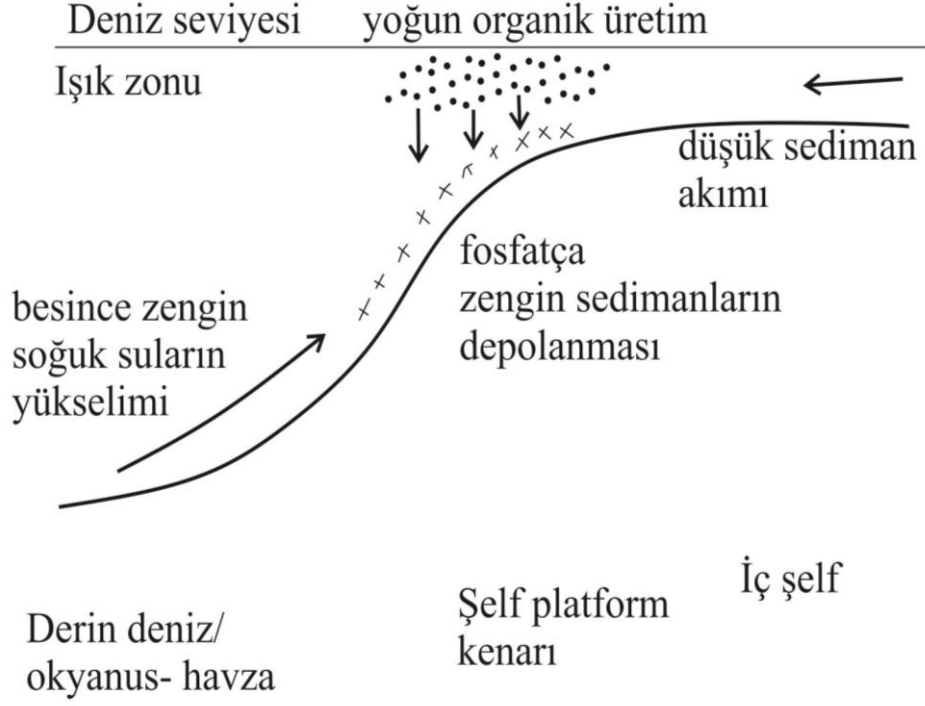 Deniz seviyesi
yoğun organik üretim
Işık zonu
düşük sediman
akımı
fosfatça
zengin sedimanların
depolanması
besince zengin
soğuk suların
yükselimi
İç şelf
Şelf platform
kenarı
Derin deniz/
okyanus- havza